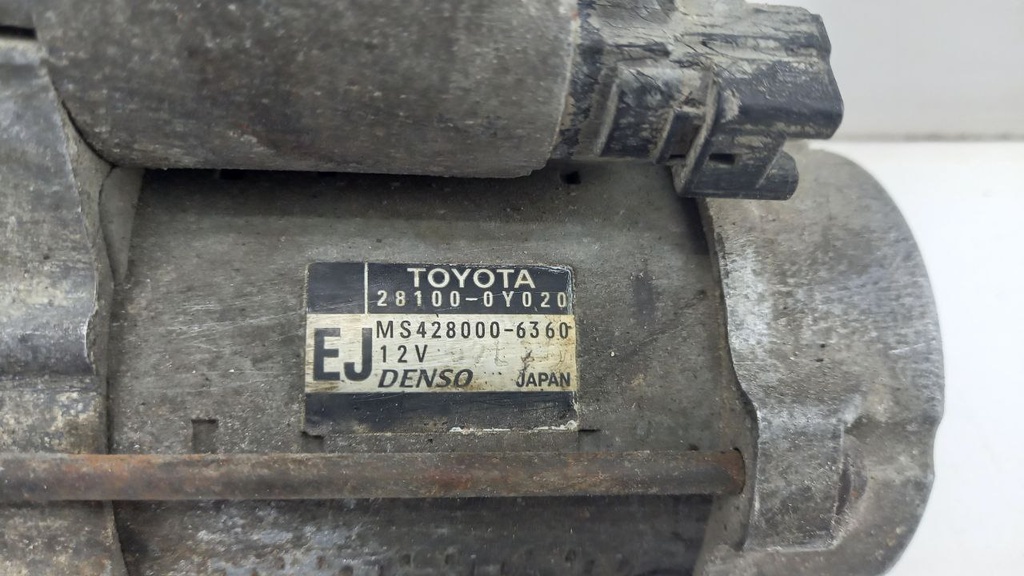 TOYOTA
28100-0Y020
EJ
MS428000-6360
12V
DENSO JAPAN